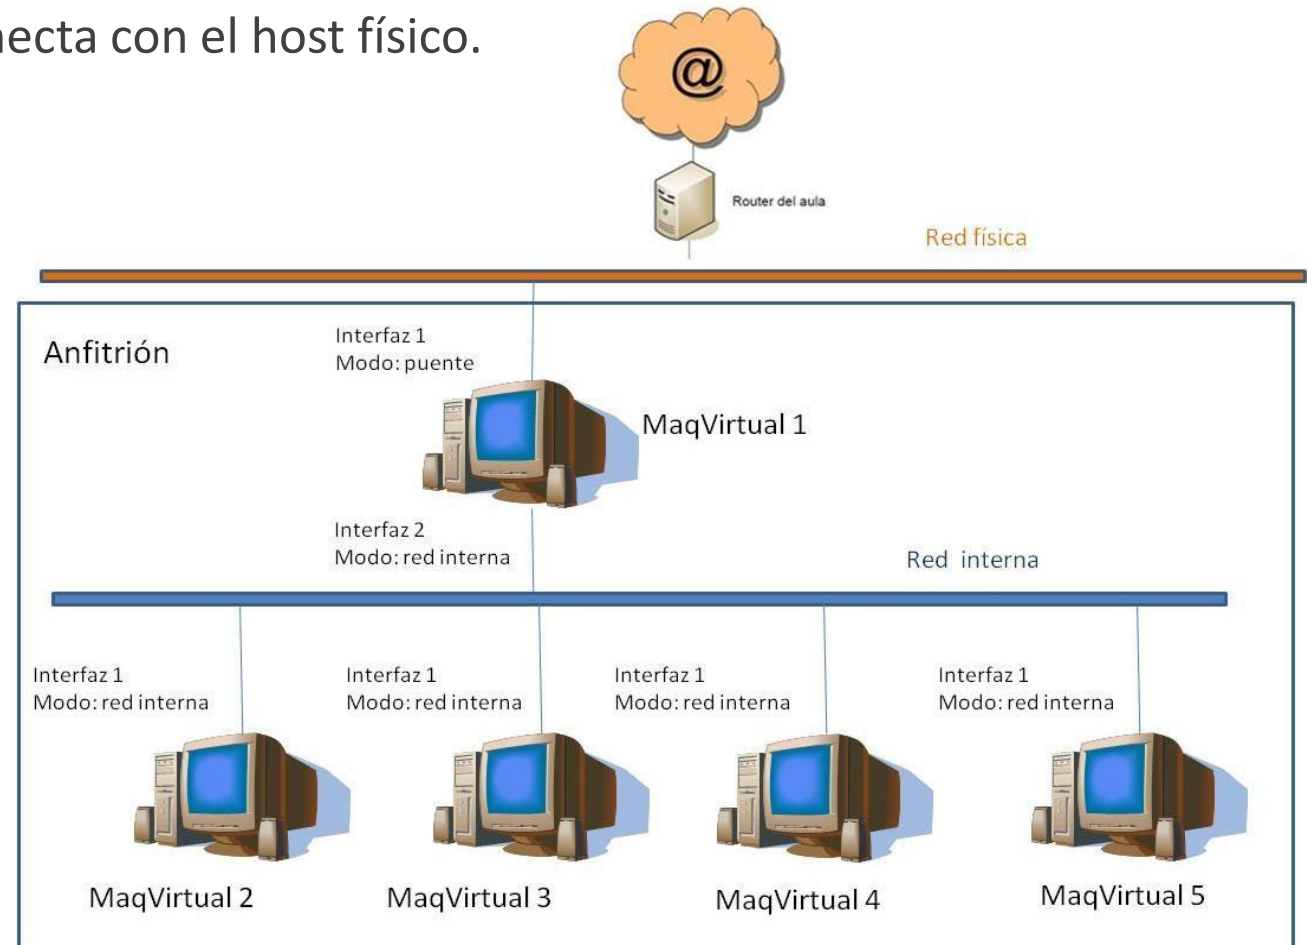 necta con el host físico.
@
Router del aula
Red física
Anfitrión
Interfaz 1
Modo: puente
MaqVirtual 1
Interfaz 2
Modo: red interna
Red interna
Interfaz 1
Modo: red interna
Interfaz 1
Modo: red interna
Interfaz 1
Modo: red interna
Interfaz 1
Modo: red interna
MaqVirtual 2
MaqVirtual 3
MaqVirtual 4
MaqVirtual 5